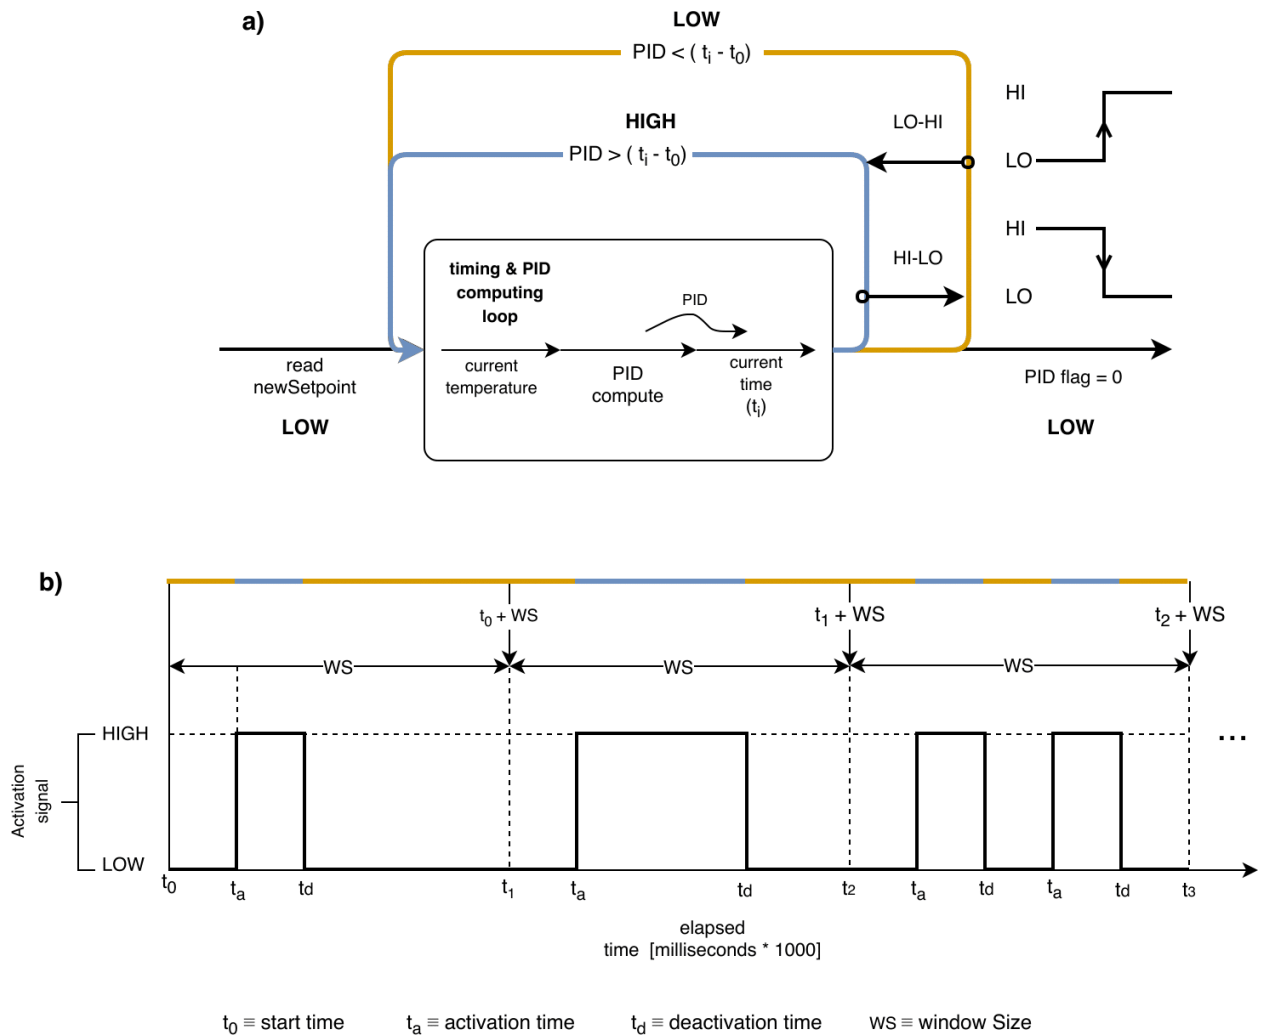 a)
LOW
PID < ( tᵢ - t₀)
HIGH
PID > ( tᵢ - t₀)
LO-HI
HI
LO
HI-LO
HI
LO
timing & PID
computing
loop
PID
current
temperature
PID
compute
current
time
(tᵢ)
read
newSetpoint
LOW
PID flag = 0
LOW
b)
t₀ + WS
t₁ + WS
t₂ + WS
WS
WS
WS
HIGH
...
Activation
signal
LOW
t₀
tₐ
td
t₁
tₐ
td
t₂
tₐ
td
tₐ
td
t₃
elapsed
time [milliseconds * 1000]
t₀ ≡ start time
tₐ ≡ activation time
td ≡ deactivation time
WS ≡ window Size